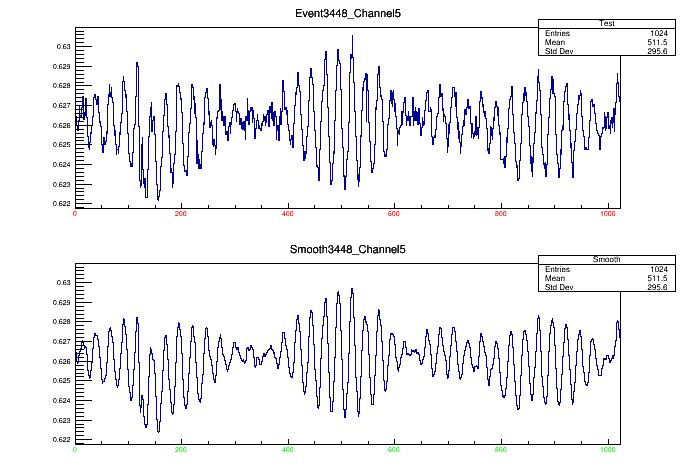 Event3448_Channel5
Test
Entries 1024
Mean 511.5
Std Dev 295.6
0.63
0.629
0.628
0.627
0.626
0.625
0.624
0.623
0.622
0 200 400 600 800 1000
Smooth3448_Channel5
Smooth
Entries 1024
Mean 511.5
Std Dev 295.6
0.63
0.629
0.628
0.627
0.626
0.625
0.624
0.623
0.622
0 200 400 600 800 1000